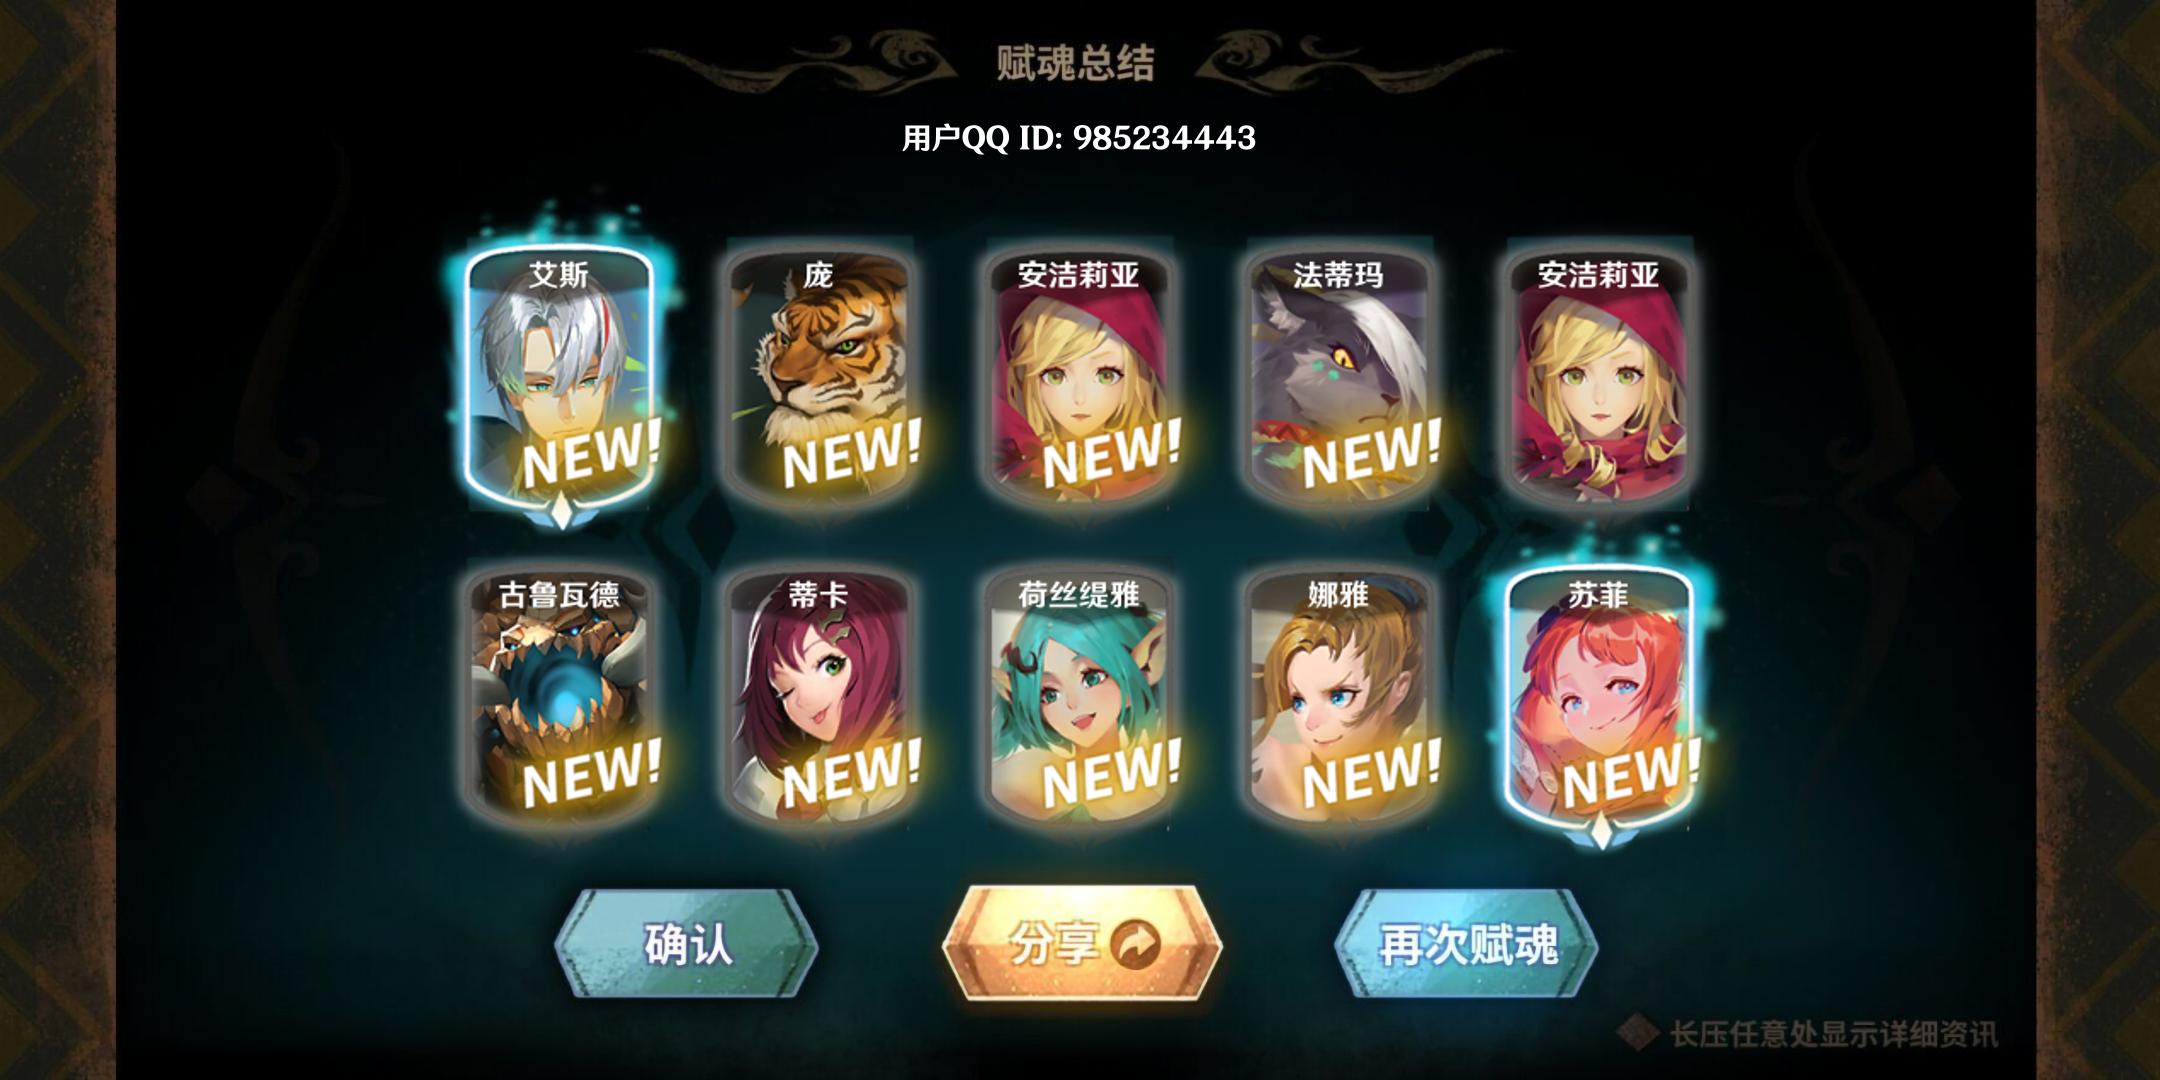 赋魂总结
用户QQ ID: 985234443
艾斯
NEW!
庞
NEW!
安洁莉亚
NEW!
法蒂玛
NEW!
安洁莉亚
古鲁瓦德
NEW!
蒂卡
NEW!
荷丝缇雅
NEW!
娜雅
NEW!
苏菲
NEW!
确认
分享
再次赋魂
长压任意处显示详细资讯